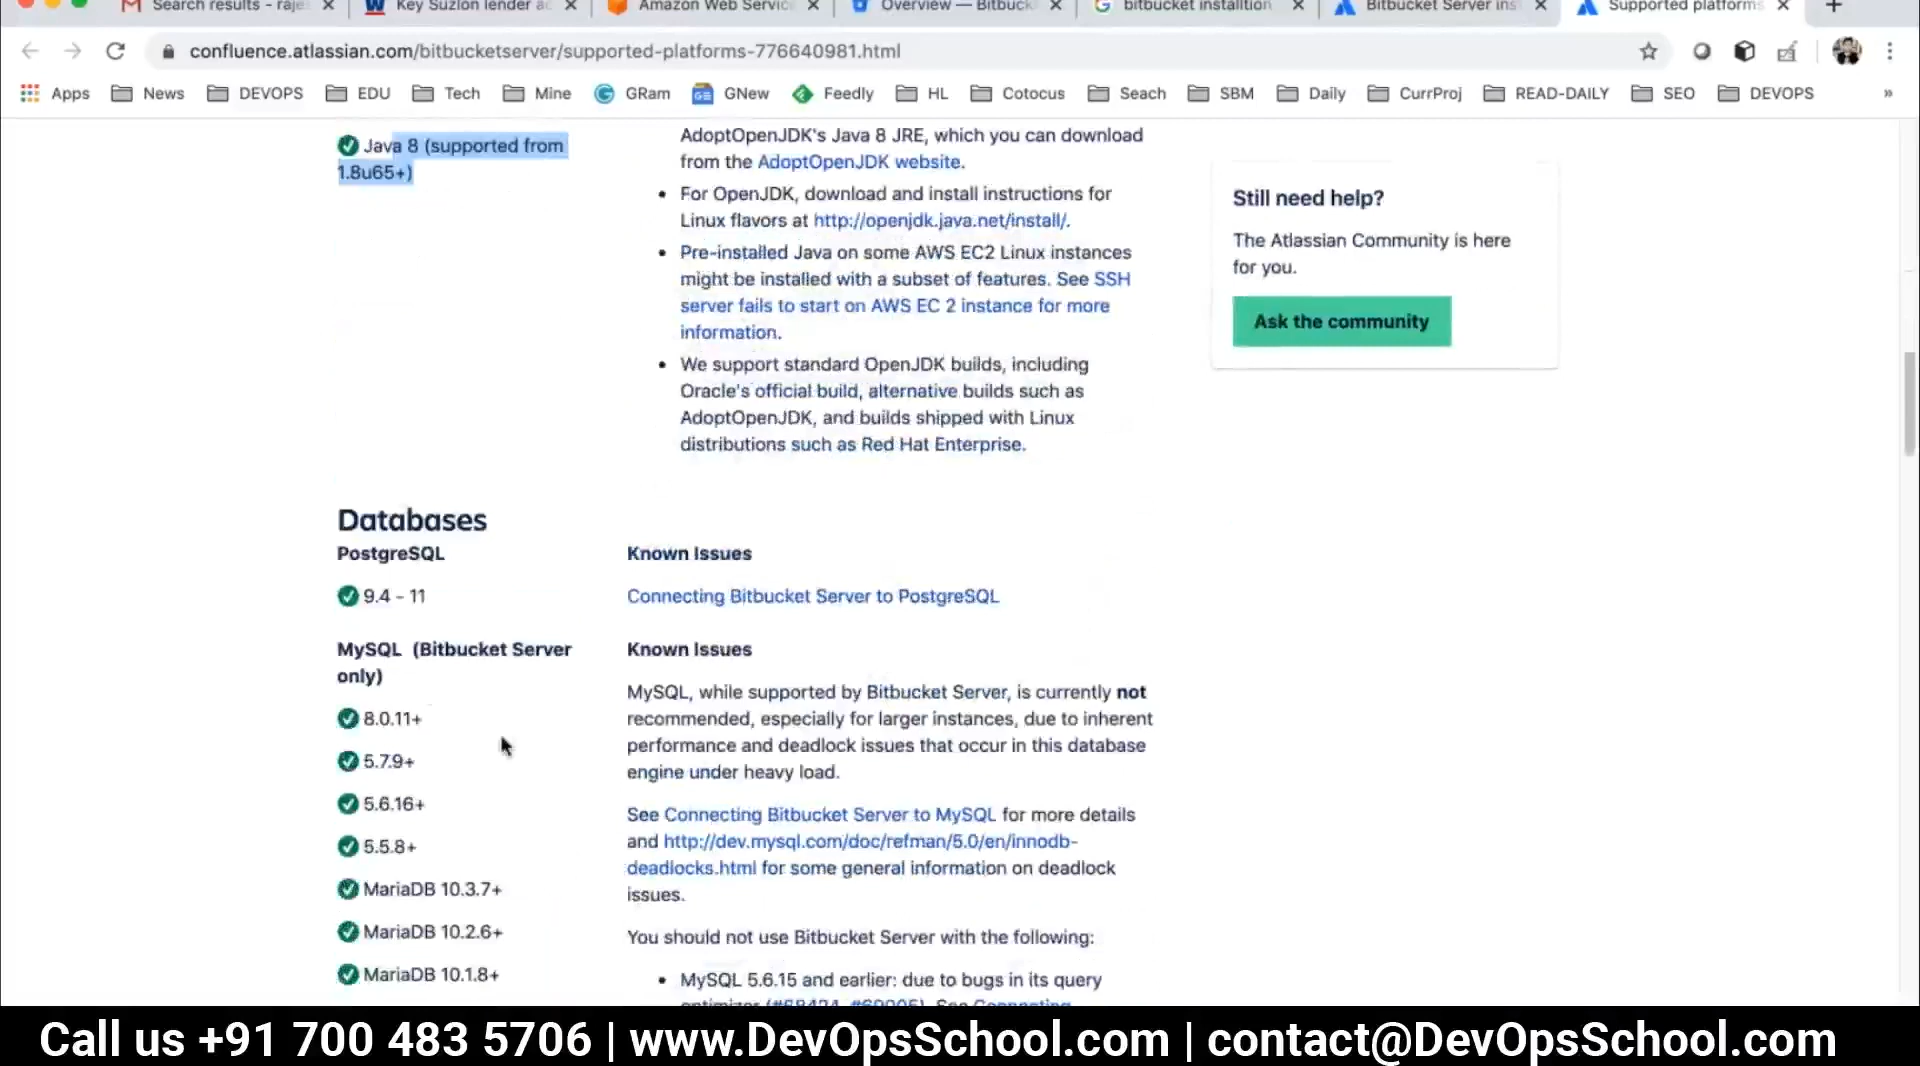 Search results - raje
Key Suzlon lender ac
Amazon Web Servic
Overview — Bitbuck
bitbucket installtion
Bitbucket Server inst
Supported platforms
confluence.atlassian.com/bitbucketserver/supported-platforms-776640981.html
Apps News DEVOPS EDU Tech Mine GRam GNew Feedly HL Cotocus Seach SBM Daily CurrProj READ-DAILY SEO DEVOPS »
Java 8 (supported from
1.8u65+)
AdoptOpenJDK's Java 8 JRE, which you can download
from the AdoptOpenJDK website.
• For OpenJDK, download and install instructions for
Linux flavors at http://openjdk.java.net/install/.
• Pre-installed Java on some AWS EC2 Linux instances
might be installed with a subset of features. See SSH
server fails to start on AWS EC 2 instance for more
information.
• We support standard OpenJDK builds, including
Oracle's official build, alternative builds such as
AdoptOpenJDK, and builds shipped with Linux
distributions such as Red Hat Enterprise.
Still need help?
The Atlassian Community is here
for you.
Ask the community
Databases
PostgreSQL
Known Issues
9.4 - 11
Connecting Bitbucket Server to PostgreSQL
MySQL (Bitbucket Server
only)
8.0.11+
5.7.9+
5.6.16+
5.5.8+
MariaDB 10.3.7+
MariaDB 10.2.6+
MariaDB 10.1.8+
Known Issues
MySQL, while supported by Bitbucket Server, is currently not
recommended, especially for larger instances, due to inherent
performance and deadlock issues that occur in this database
engine under heavy load.
See Connecting Bitbucket Server to MySQL for more details
and http://dev.mysql.com/doc/refman/5.0/en/innodb-
deadlocks.html for some general information on deadlock
issues.
You should not use Bitbucket Server with the following:
• MySQL 5.6.15 and earlier: due to bugs in its query
Call us +91 700 483 5706 | www.DevOpsSchool.com | contact@DevOpsSchool.com